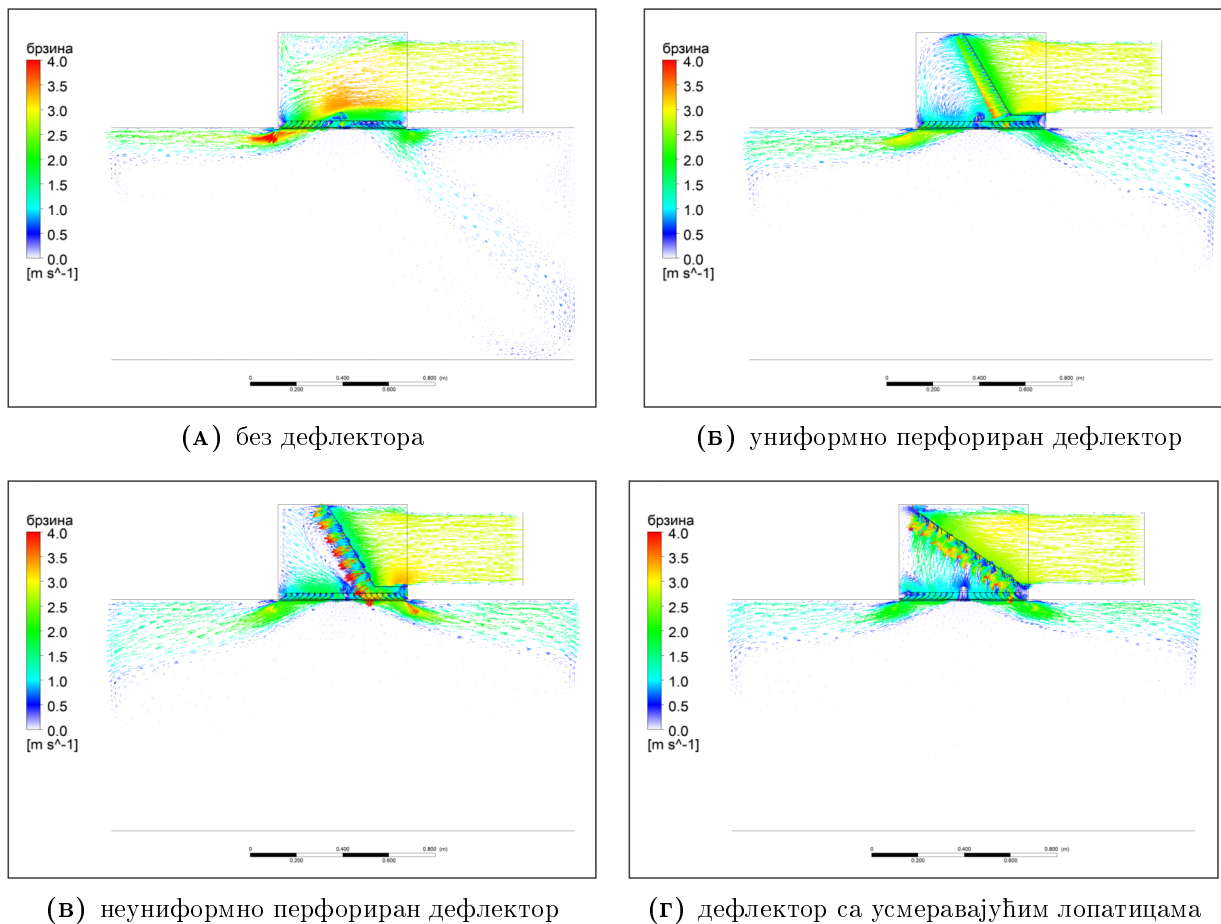 брзина
4.0
3.5
3.0
2.5
2.0
1.5
1.0
0.5
0.0
[m s^-1]
0 0.400 0.800 (m)
0.200 0.600
(А) без дефлектора
брзина
4.0
3.5
3.0
2.5
2.0
1.5
1.0
0.5
0.0
[m s^-1]
0 0.400 0.800 (m)
0.200 0.600
(Б) униформно перфориран дефлектор
брзина
4.0
3.5
3.0
2.5
2.0
1.5
1.0
0.5
0.0
[m s^-1]
0 0.400 0.800 (m)
0.200 0.600
(В) неуниформно перфориран дефлектор
брзина
4.0
3.5
3.0
2.5
2.0
1.5
1.0
0.5
0.0
[m s^-1]
0 0.400 0.800 (m)
0.200 0.600
(Г) дефлектор са усмеравајућим лопатицама